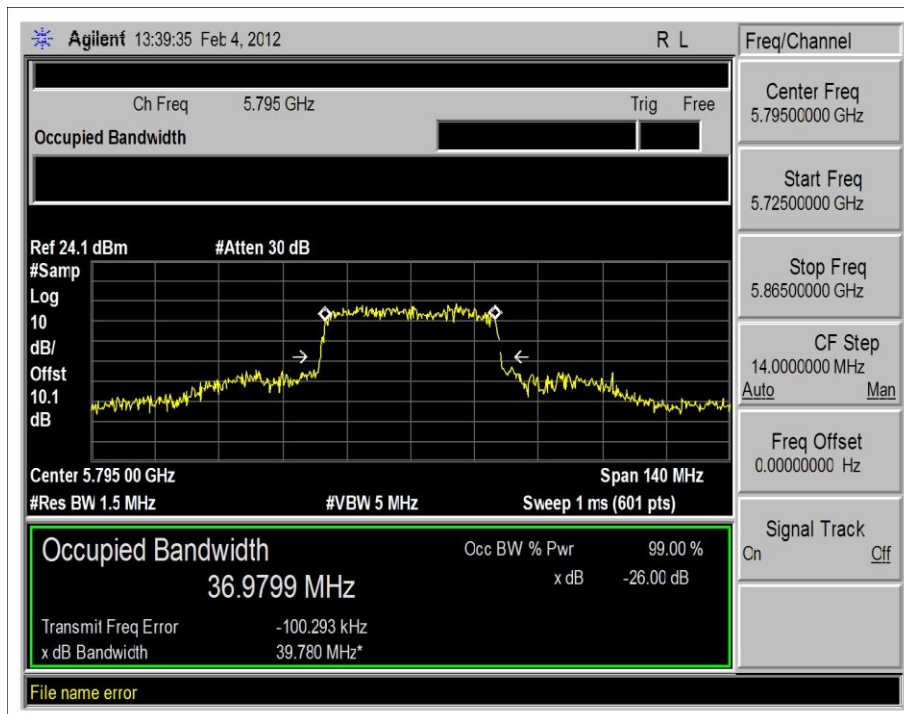 Agilent 13:39:35 Feb 4, 2012 R L
Freq/Channel
Ch Freq 5.795 GHz Trig Free
Occupied Bandwidth
Center Freq
5.79500000 GHz
Start Freq
5.72500000 GHz
Stop Freq
5.86500000 GHz
CF Step
14.0000000 MHz
Auto Man
Freq Offset
0.00000000 Hz
Signal Track
On Off
Ref 24.1 dBm #Atten 30 dB
#Samp
Log
10
dB/
Offst
10.1
dB
Center 5.795 00 GHz Span 140 MHz
#Res BW 1.5 MHz #VBW 5 MHz Sweep 1 ms (601 pts)
Occupied Bandwidth
36.9799 MHz
Occ BW % Pwr 99.00 %
x dB -26.00 dB
Transmit Freq Error -100.293 kHz
x dB Bandwidth 39.780 MHz*
File name error